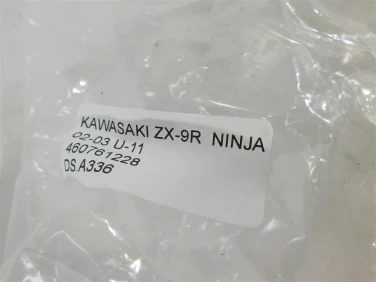 KAWASAKI ZX-9R NINJA
02-03 U-11
460761228
DS.A336